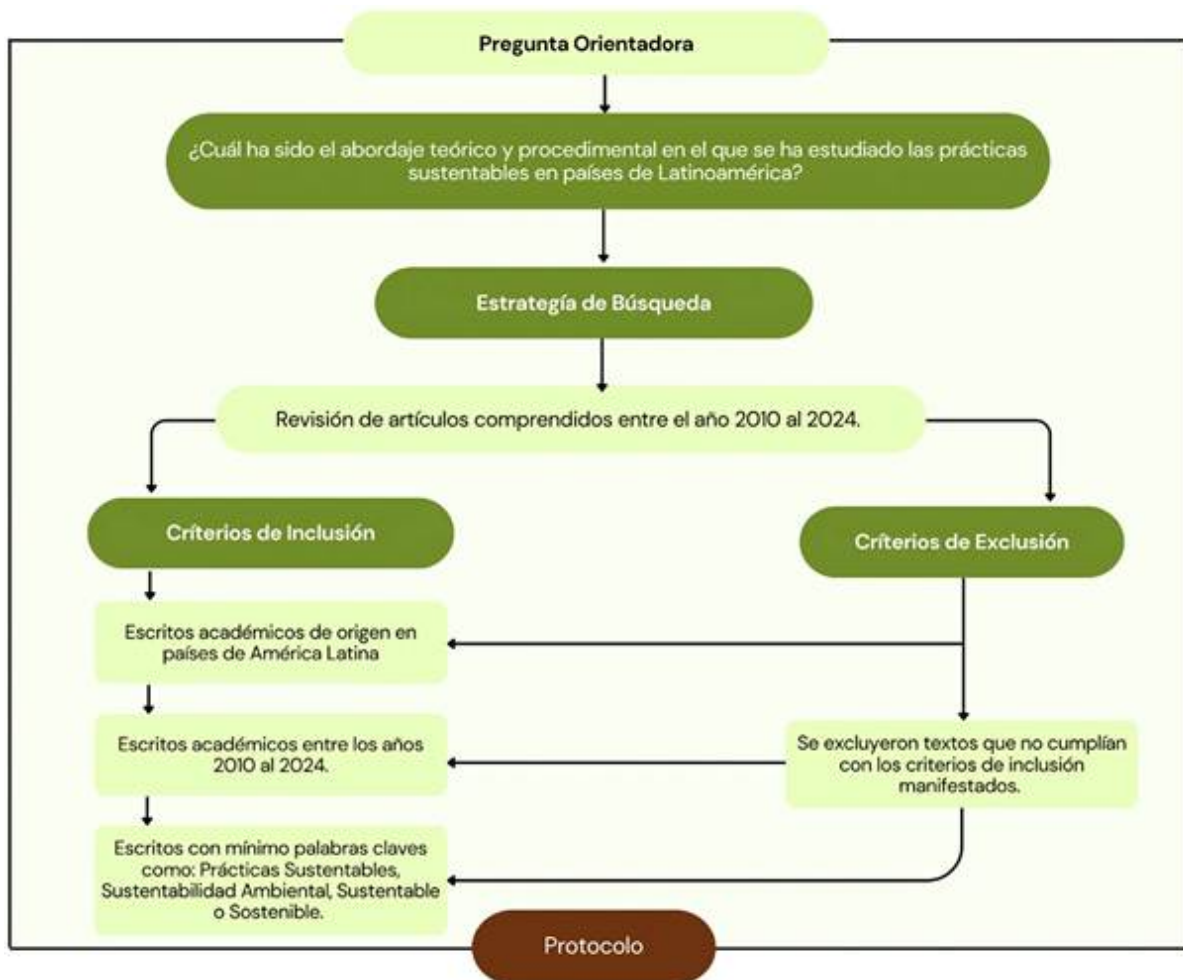 Pregunta Orientadora
¿Cuál ha sido el abordaje teórico y procedimental en el que se ha estudiado las prácticas
sustentables en países de Latinoamérica?
Estrategía de Búsqueda
Revisión de artículos comprendidos entre el año 2010 al 2024.
Críterios de Inclusión
Escritos académicos de origen en
países de América Latina
Escritos académicos entre los años
2010 al 2024.
Escritos con mínimo palabras claves
como: Prácticas Sustentables,
Sustentabilidad Ambiental, Sustentable
o Sostenible.
Críterios de Exclusión
Se excluyeron textos que no cumplían
con los criterios de inclusión
manifestados.
Protocolo